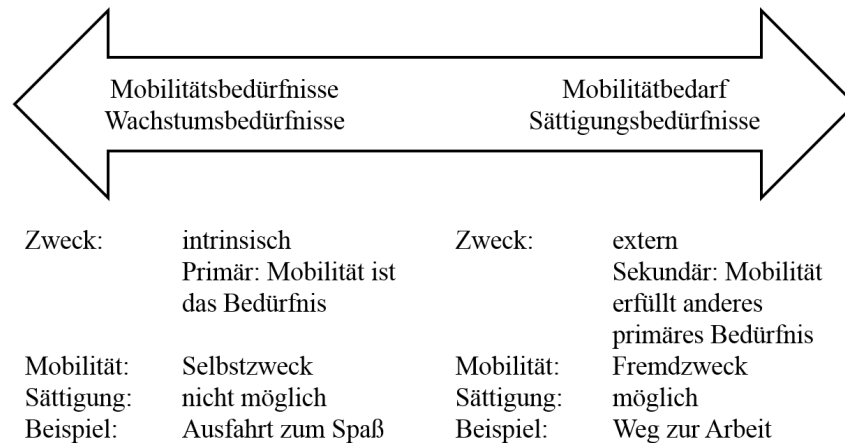 Mobilitätsbedürfnisse
Wachstumsbedürfnisse
Mobilitätbedarf
Sättigungsbedürfnisse
Zweck: intrinsisch
Primär: Mobilität ist
das Bedürfnis
Mobilität: Selbstzweck
Sättigung: nicht möglich
Beispiel: Ausfahrt zum Spaß
Zweck: extern
Sekundär: Mobilität
erfüllt anderes
primäres Bedürfnis
Mobilität: Fremdzweck
Sättigung: möglich
Beispiel: Weg zur Arbeit